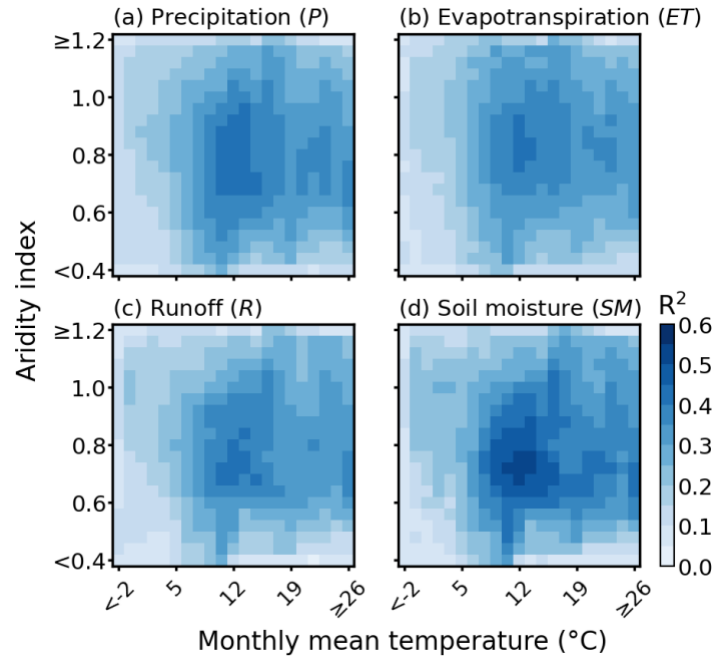 (a) Precipitation (P)
(b) Evapotranspiration (ET)
≥1.2
1.0
0.8
0.6
<0.4
Aridity index
(c) Runoff (R)
(d) Soil moisture (SM)
R²
≥1.2
1.0
0.8
0.6
<0.4
0.6
0.5
0.4
0.3
0.2
0.1
0.0
<-2 5 12 19 ≥26
<-2 5 12 19 ≥26
Monthly mean temperature (°C)